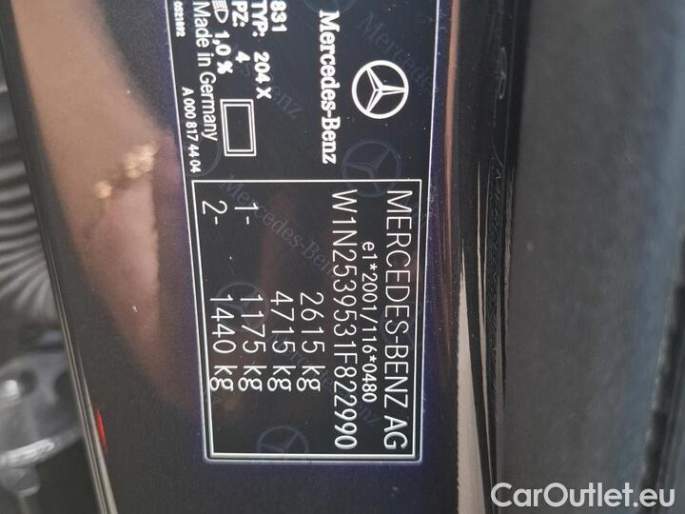 MERCEDES-BENZ AG
e1*2001/116*0480
W1N2539531F822990
2615 kg
4715 kg
1- 1175 kg
2- 1440 kg
Mercedes-Benz
831
TYP: 204 X
PZ: 4
1,0 %
Made in Germany
A 000 817 44 04
CarOutlet.eu